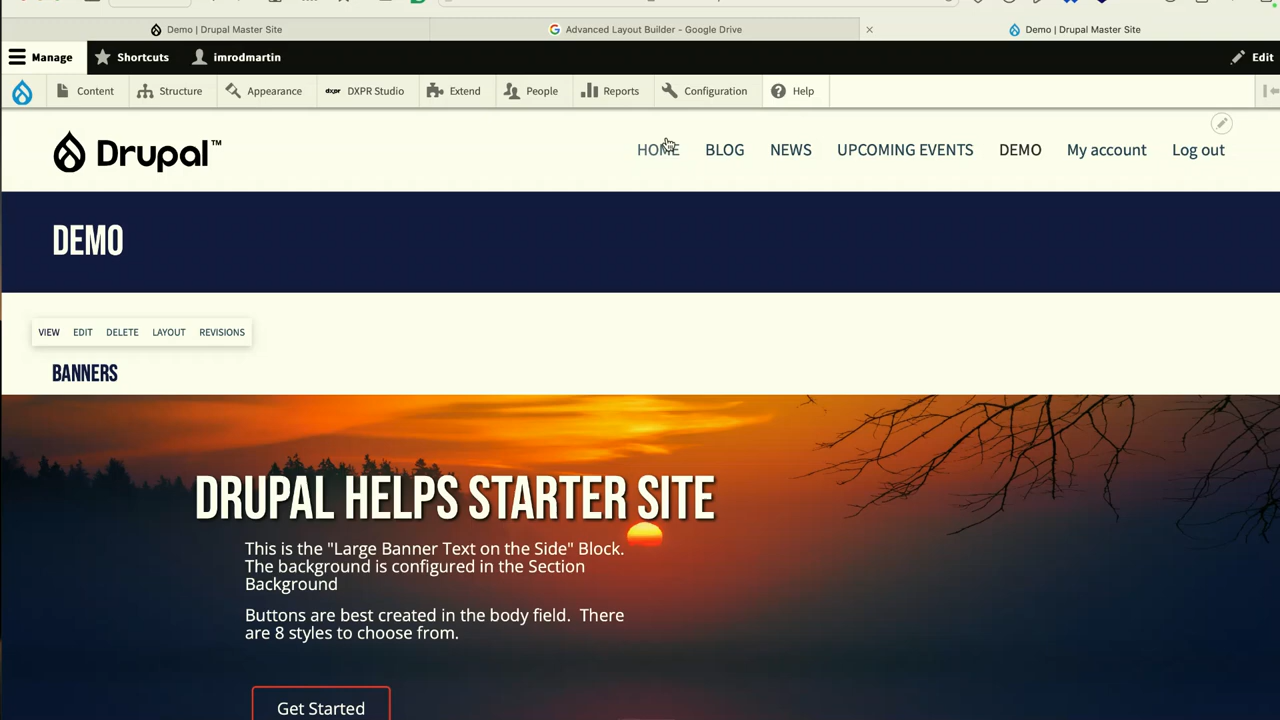 Demo | Drupal Master Site
Advanced Layout Builder - Google Drive
Demo | Drupal Master Site
Manage
Shortcuts
imrodmartin
Edit
Content
Structure
Appearance
dxpr DXPR Studio
Extend
People
Reports
Configuration
Help
Drupal™
HOME
BLOG
NEWS
UPCOMING EVENTS
DEMO
My account
Log out
DEMO
VIEW
EDIT
DELETE
LAYOUT
REVISIONS
BANNERS
DRUPAL HELPS STARTER SITE
This is the "Large Banner Text on the Side" Block.
The background is configured in the Section
Background
Buttons are best created in the body field.  There
are 8 styles to choose from.
Get Started